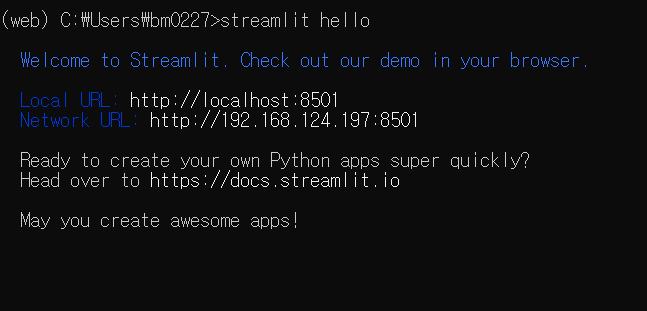 (web) C:₩Users₩bm0227>streamlit hello
Welcome to Streamlit. Check out our demo in your browser.
Local URL: http://localhost:8501
Network URL: http://192.168.124.197:8501
Ready to create your own Python apps super quickly?
Head over to https://docs.streamlit.io
May you create awesome apps!